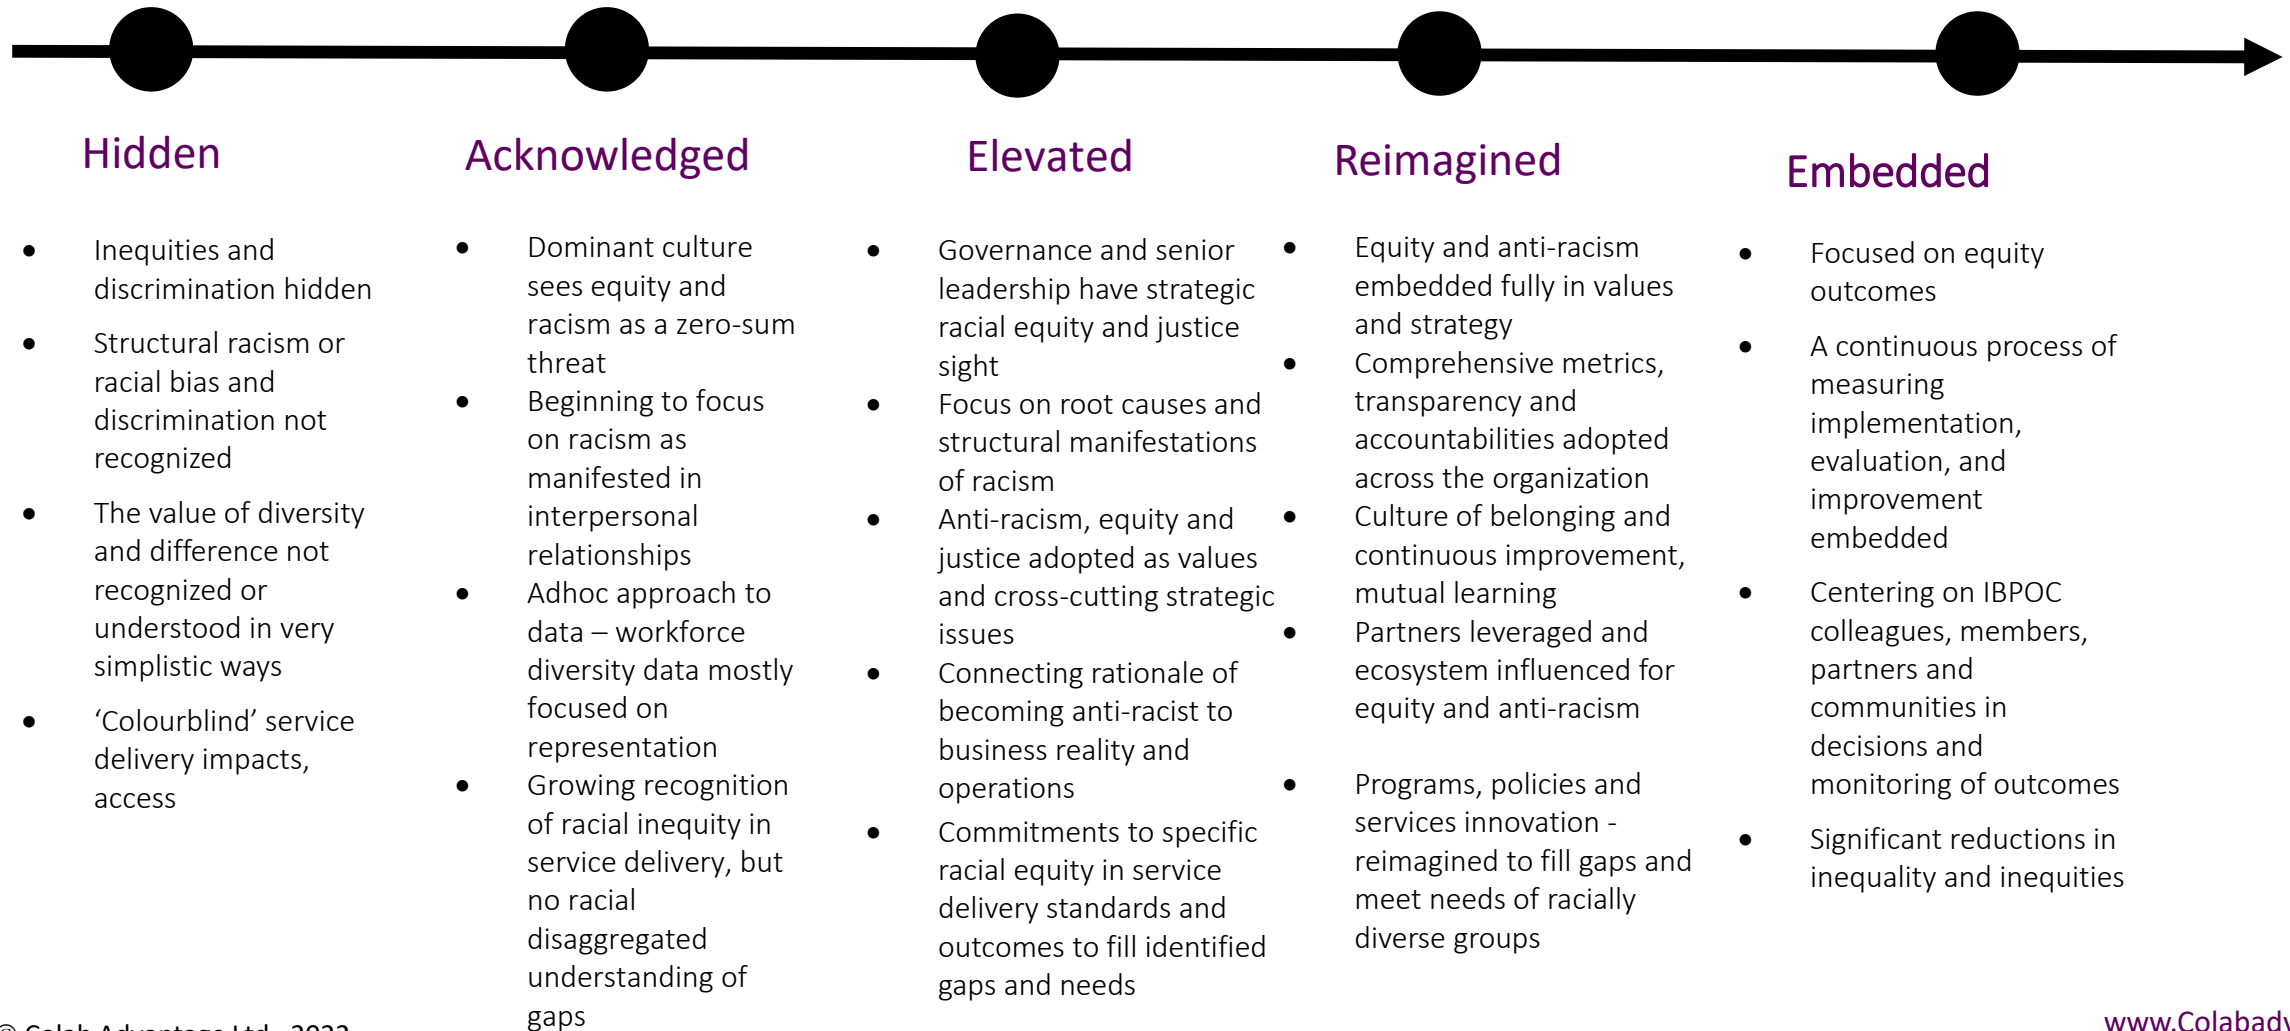 Hidden
• Inequities and
discrimination hidden
• Structural racism or
racial bias and
discrimination not
recognized
• The value of diversity
and difference not
recognized or
understood in very
simplistic ways
• ‘Colourblind’ service
delivery impacts,
access
Acknowledged
• Dominant culture
sees equity and
racism as a zero-sum
threat
• Beginning to focus
on racism as
manifested in
interpersonal
relationships
• Adhoc approach to
data – workforce
diversity data mostly
focused on
representation
• Growing recognition
of racial inequity in
service delivery, but
no racial
disaggregated
understanding of
gaps
Elevated
• Governance and senior
leadership have strategic
racial equity and justice
sight
• Focus on root causes and
structural manifestations
of racism
• Anti-racism, equity and
justice adopted as values
and cross-cutting strategic
issues
• Connecting rationale of
becoming anti-racist to
business reality and
operations
• Commitments to specific
racial equity in service
delivery standards and
outcomes to fill identified
gaps and needs
Reimagined
• Equity and anti-racism
embedded fully in values
and strategy
• Comprehensive metrics,
transparency and
accountabilities adopted
across the organization
• Culture of belonging and
continuous improvement,
mutual learning
• Partners leveraged and
ecosystem influenced for
equity and anti-racism
• Programs, policies and
services innovation -
reimagined to fill gaps and
meet needs of racially
diverse groups
Embedded
• Focused on equity
outcomes
• A continuous process of
measuring
implementation,
evaluation, and
improvement
embedded
• Centering on IBPOC
colleagues, members,
partners and
communities in
decisions and
monitoring of outcomes
• Significant reductions in
inequality and inequities
© Colab Advantage Ltd., 2022
www.Colabadv